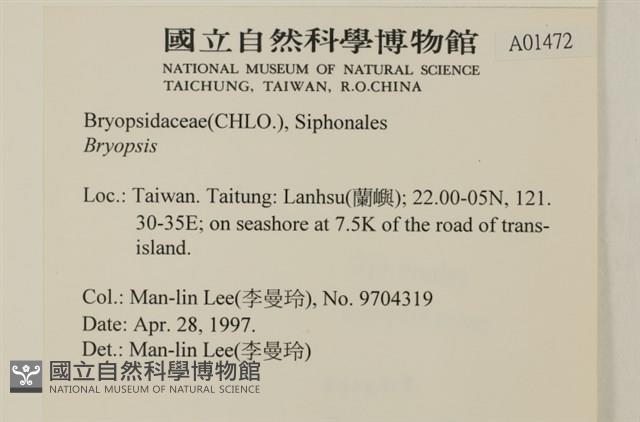 國立自然科學博物館
A01472
NATIONAL MUSEUM OF NATURAL SCIENCE
TAICHUNG, TAIWAN, R.O.CHINA
Bryopsidaceae(CHLO.), Siphonales
Bryopsis
Loc.: Taiwan. Taitung: Lanhsu(蘭嶼); 22.00-05N, 121.
30-35E; on seashore at 7.5K of the road of trans-
island.
Col.: Man-lin Lee(李曼玲), No. 9704319
Date: Apr. 28, 1997.
Det.: Man-lin Lee(李曼玲)
國立自然科學博物館
NATIONAL MUSEUM OF NATURAL SCIENCE